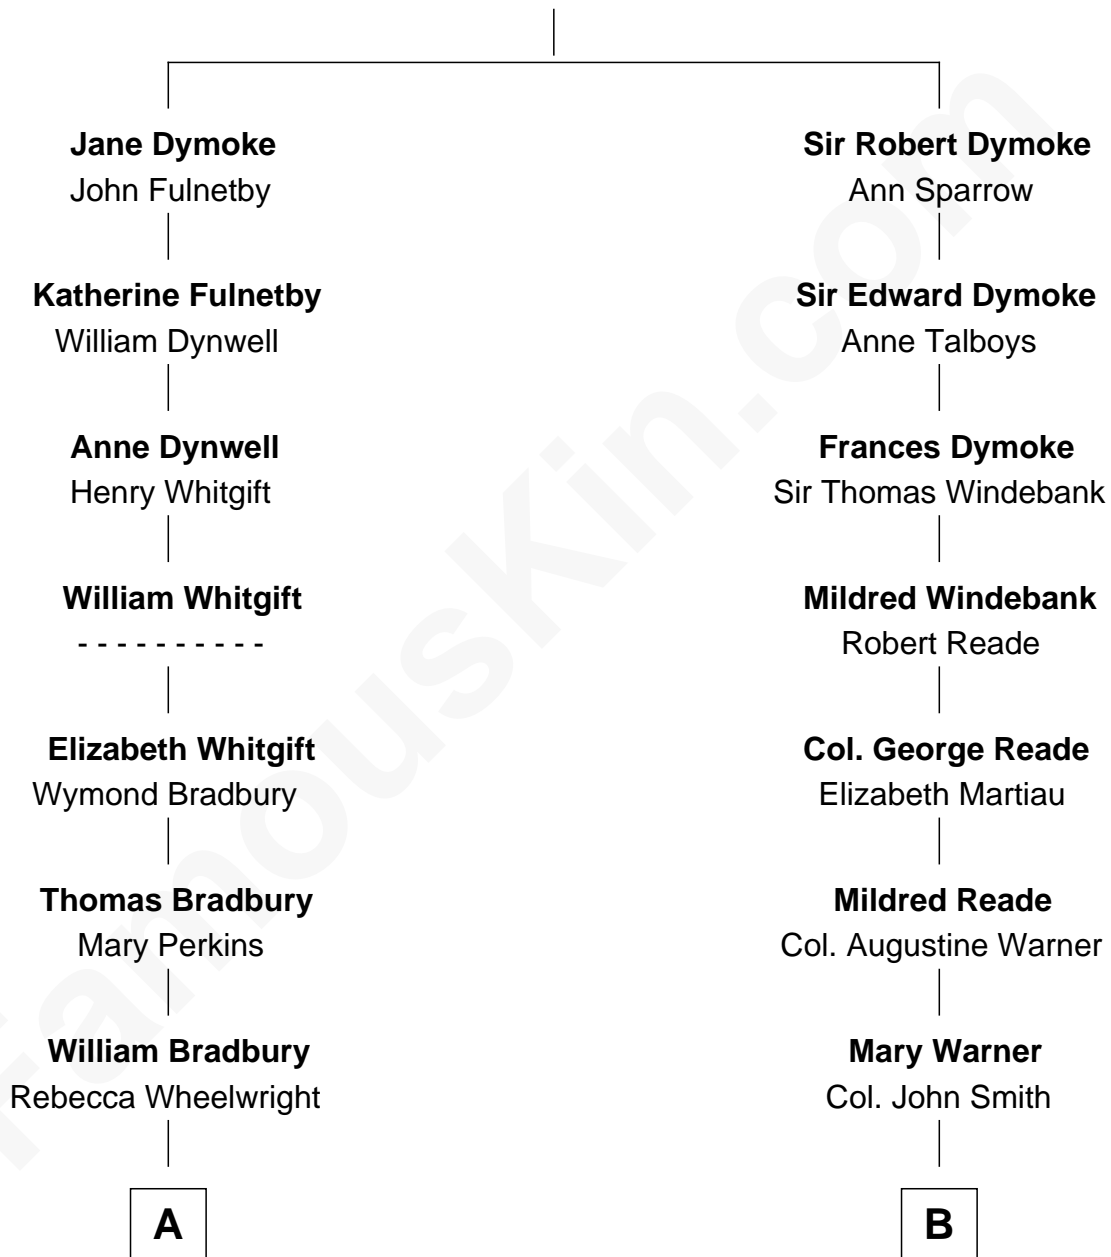 Jane Dymoke
John Fulnetby
Katherine Fulnetby
William Dynwell
Anne Dynwell
Henry Whitgift
William Whitgift
- - - - - - - - - -
Elizabeth Whitgift
Wymond Bradbury
Thomas Bradbury
Mary Perkins
William Bradbury
Rebecca Wheelwright
A
Sir Robert Dymoke
Ann Sparrow
Sir Edward Dymoke
Anne Talboys
Frances Dymoke
Sir Thomas Windebank
Mildred Windebank
Robert Reade
Col. George Reade
Elizabeth Martiau
Mildred Reade
Col. Augustine Warner
Mary Warner
Col. John Smith
B
FamousKin.com